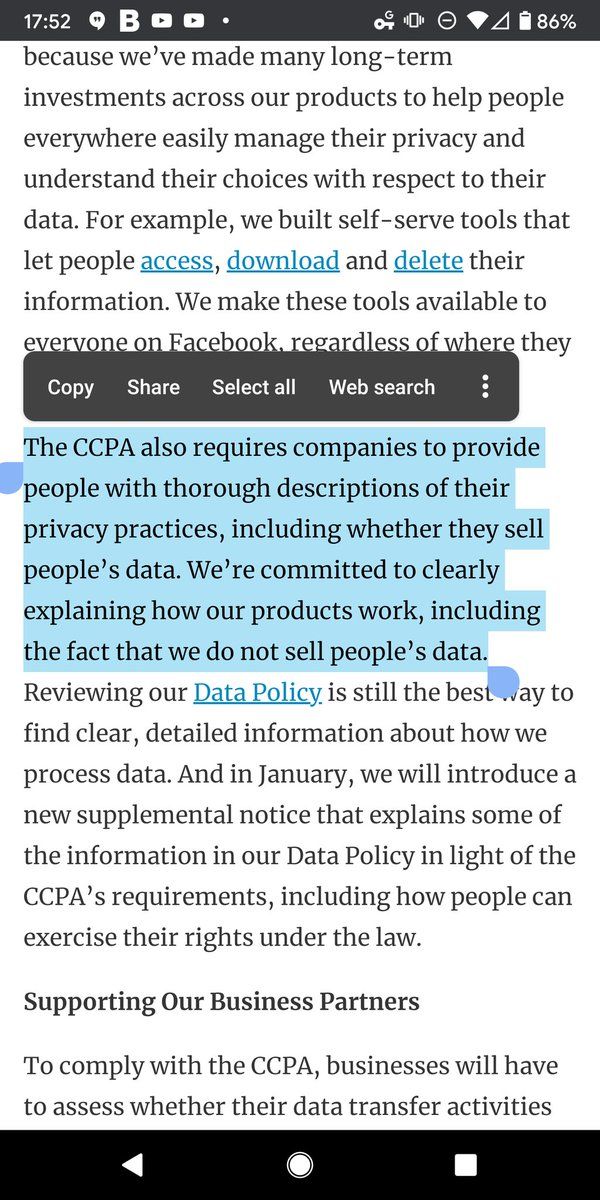 17:52 B 86%
because we’ve made many long-term
investments across our products to help people
everywhere easily manage their privacy and
understand their choices with respect to their
data. For example, we built self-serve tools that
let people access, download and delete their
information. We make these tools available to
everyone on Facebook, regardless of where they
Copy Share Select all Web search
The CCPA also requires companies to provide
people with thorough descriptions of their
privacy practices, including whether they sell
people’s data. We’re committed to clearly
explaining how our products work, including
the fact that we do not sell people’s data.
Reviewing our Data Policy is still the best way to
find clear, detailed information about how we
process data. And in January, we will introduce a
new supplemental notice that explains some of
the information in our Data Policy in light of the
CCPA’s requirements, including how people can
exercise their rights under the law.
Supporting Our Business Partners
To comply with the CCPA, businesses will have
to assess whether their data transfer activities